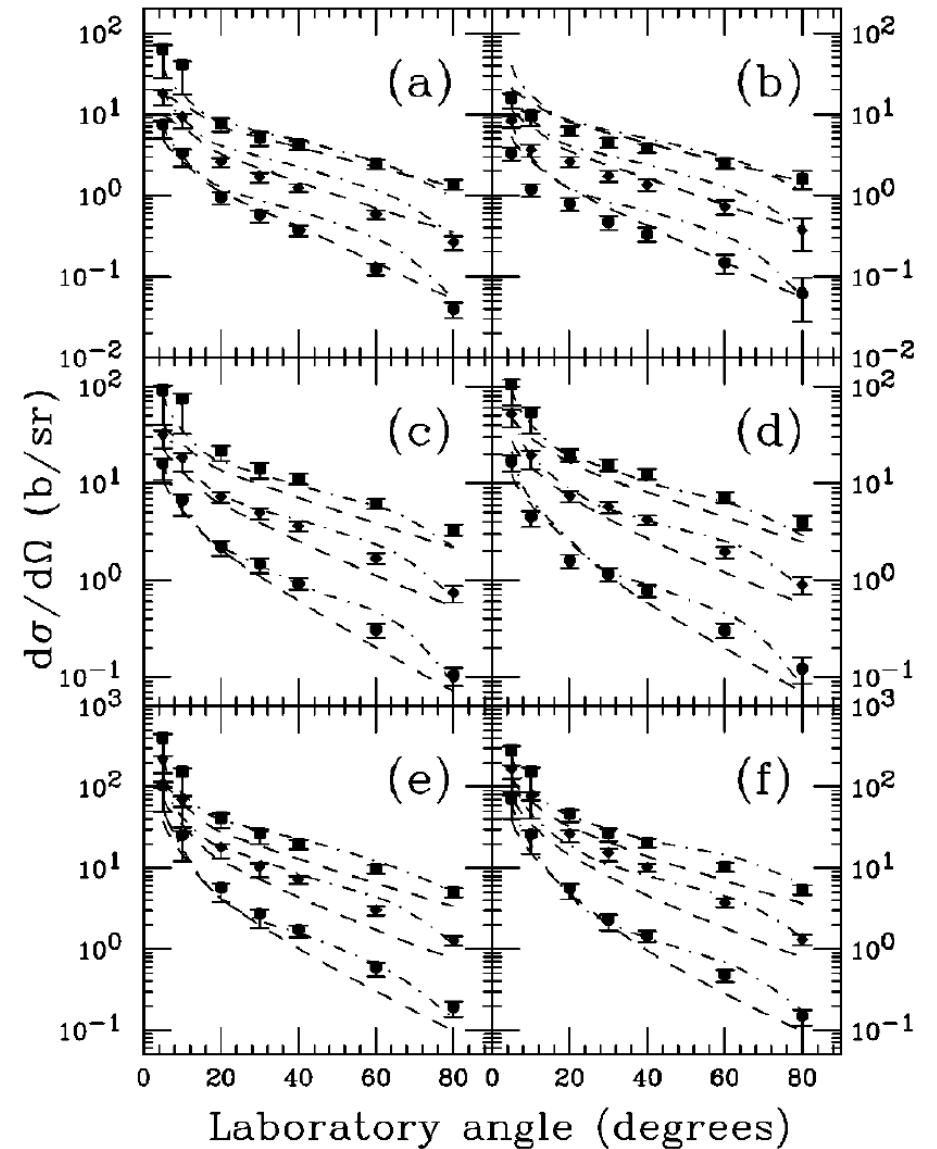 10² 10²
(a) (b)
10¹ 10¹
10⁰ 10⁰
10⁻¹ 10⁻¹
10⁻² 10⁻²
10² 10²
(c) (d)
10¹ 10¹
10⁰ 10⁰
10⁻¹ 10⁻¹
10³ 10³
10² 10²
(e) (f)
10¹ 10¹
10⁰ 10⁰
10⁻¹ 10⁻¹
dσ/dΩ (b/sr)
0 20 40 60 80 0 20 40 60 80
Laboratory angle (degrees)